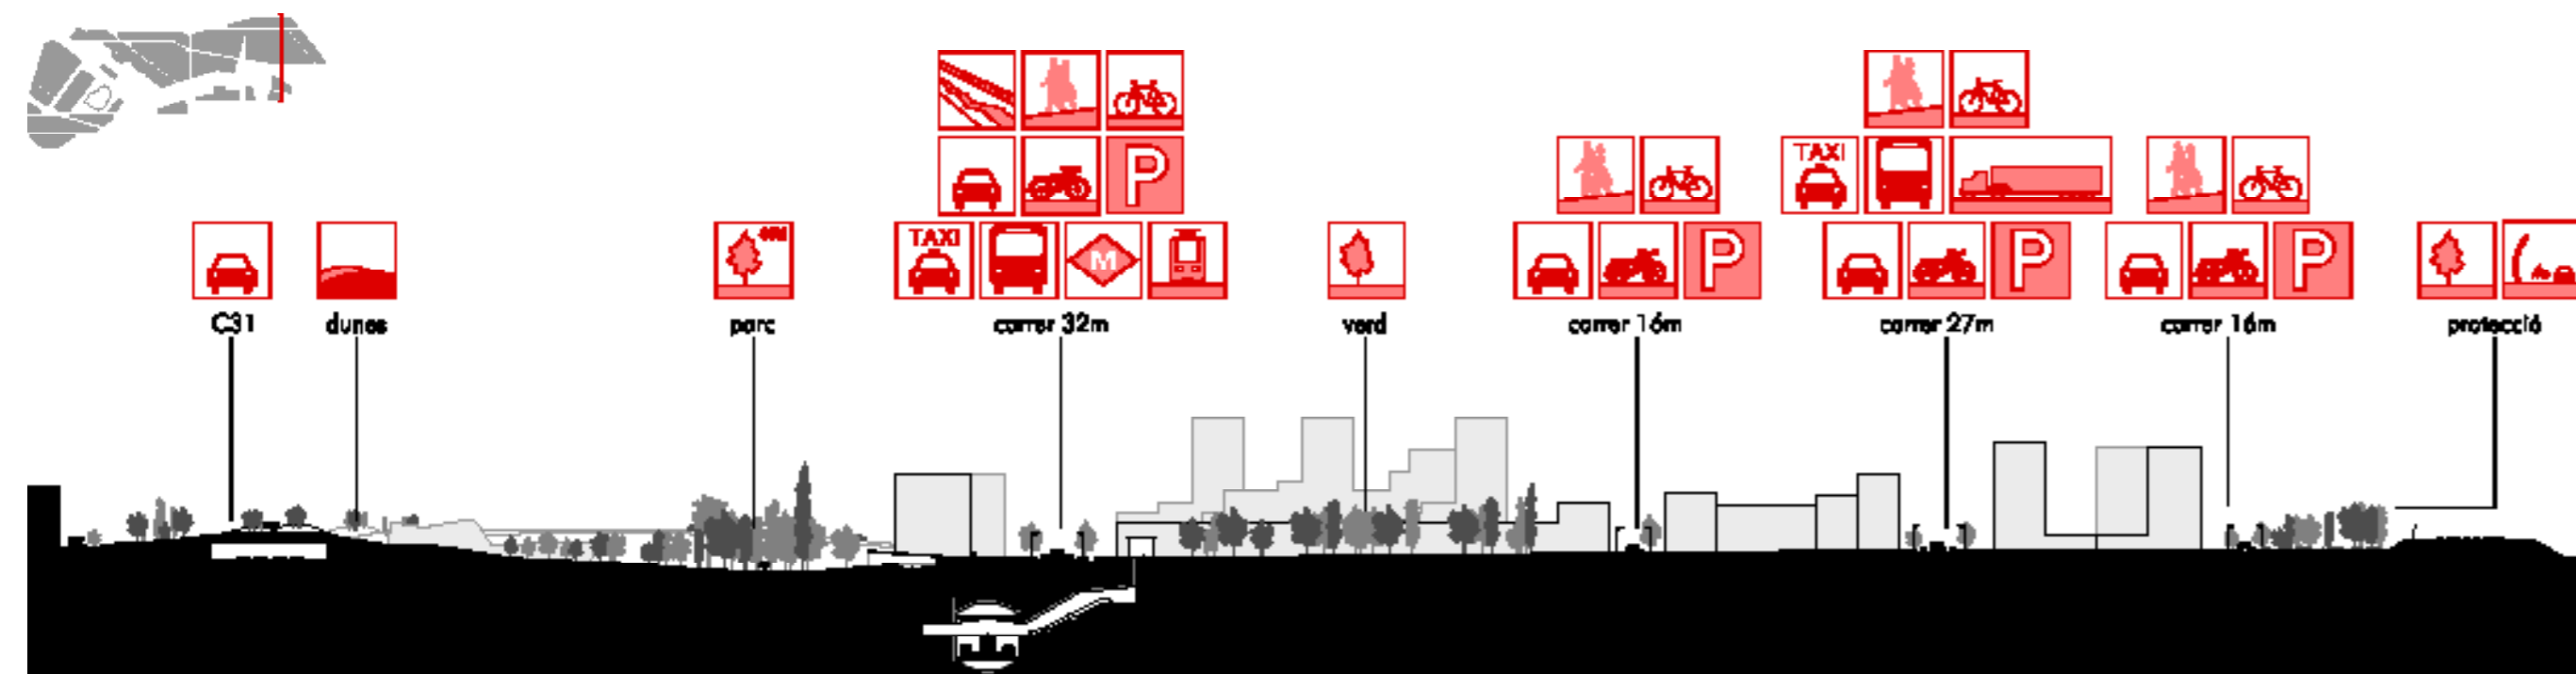 P
TAXI
TAXI
M
P
P
P
C31
dunes
parc
carrer 32m
verd
carrer 16m
carrer 27m
carrer 16m
protecció